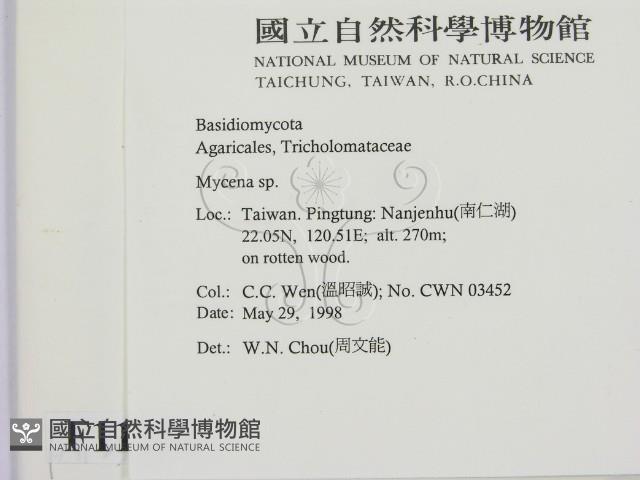 國立自然科學博物館
NATIONAL MUSEUM OF NATURAL SCIENCE
TAICHUNG, TAIWAN, R.O.CHINA
Basidiomycota
Agaricales, Tricholomataceae
Mycena sp.
Loc.: Taiwan. Pingtung: Nanjenhu(南仁湖)
22.05N, 120.51E; alt. 270m;
on rotten wood.
Col.: C.C. Wen(溫昭誠); No. CWN 03452
Date: May 29, 1998
Det.: W.N. Chou(周文能)
國立自然科學博物館
NATIONAL MUSEUM OF NATURAL SCIENCE